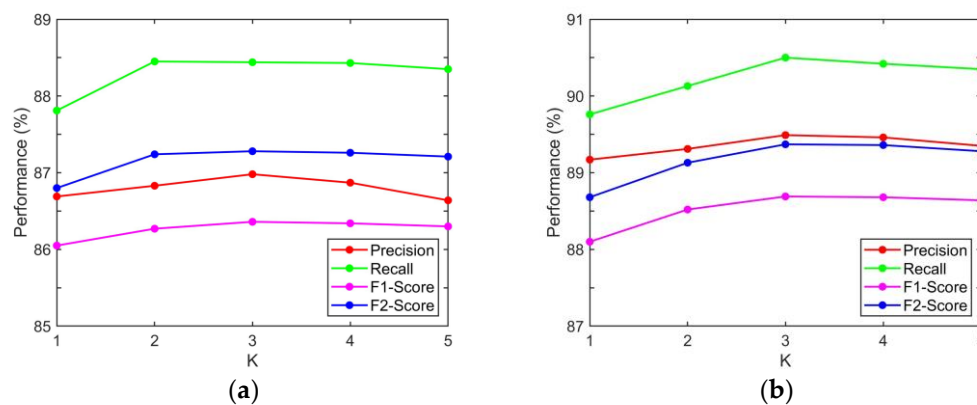 89
88
87
86
85
Performance (%)
1 2 3 4 5
K
Precision
Recall
F1-Score
F2-Score
(a)
91
90
89
88
87
Performance (%)
1 2 3 4
K
Precision
Recall
F1-Score
F2-Score
(b)